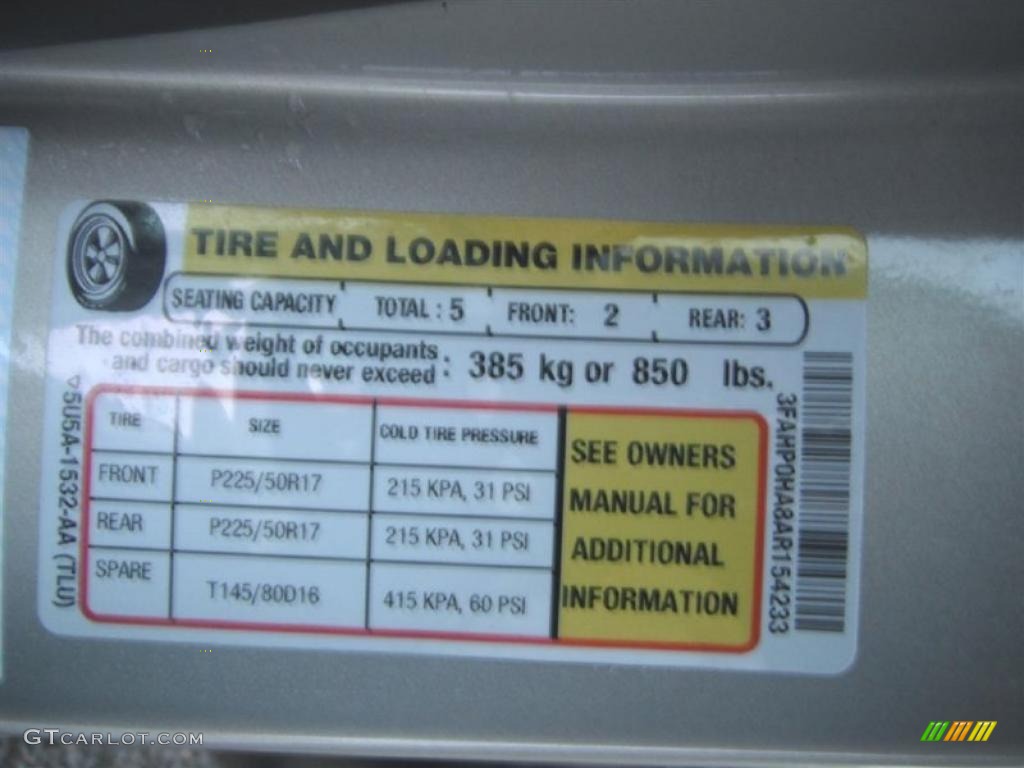 TIRE AND LOADING INFORMATION
SEATING CAPACITY TOTAL : 5 FRONT: 2 REAR: 3
The combined weight of occupants
and cargo should never exceed : 385 kg or 850 lbs.
TIRE SIZE COLD TIRE PRESSURE
FRONT P225/50R17 215 KPA, 31 PSI
REAR P225/50R17 215 KPA, 31 PSI
SPARE T145/80D16 415 KPA, 60 PSI
SEE OWNERS
MANUAL FOR
ADDITIONAL
INFORMATION
5U5A-1532-AA (TLU)
3FAHP0HA8AR154233
GTCARLOT.COM